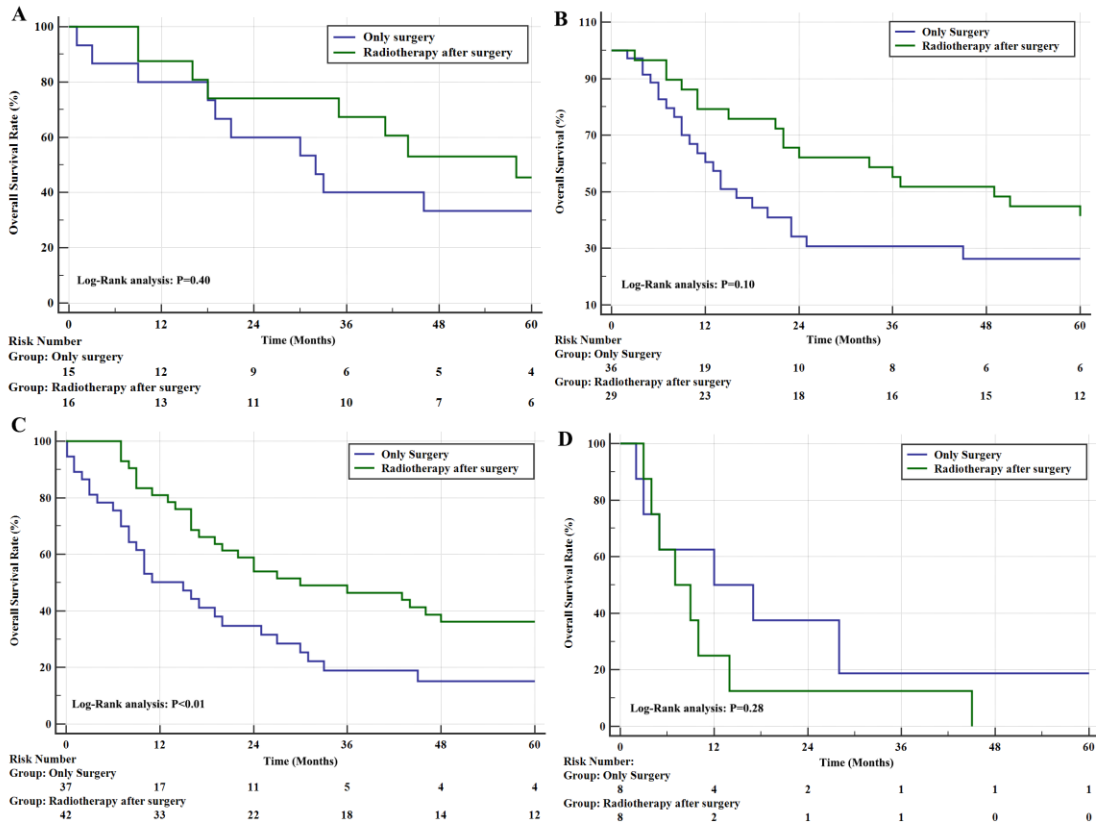 A
Only surgery
Radiotherapy after surgery
Overall Survival Rate (%)
100
80
60
40
20
0
Log-Rank analysis: P=0.40
0 12 24 36 48 60
Time (Months)
Risk Number
Group: Only surgery
15 12 9 6 5 4
Group: Radiotherapy after surgery
16 13 11 10 7 6
B
Only Surgery
Radiotherapy after surgery
Overall Survival (%)
110
90
70
50
30
10
Log-Rank analysis: P=0.10
0 12 24 36 48 60
Time (Months)
Risk Number
Group: Only Surgery
36 19 10 8 6 6
Group: Radiotherapy after surgery
29 23 18 16 15 12
C
Only Surgery
Radiotherapy after surgery
Overall Survival Rate (%)
100
80
60
40
20
0
Log-Rank analysis: P<0.01
0 12 24 36 48 60
Time (Months)
Risk Number
Group: Only Surgery
37 17 11 5 4 4
Group: Radiotherapy after surgery
42 33 22 18 14 12
D
Only Surgery
Radiotherapy after surgery
Overall Survival Rate (%)
100
80
60
40
20
0
Log-Rank analysis: P=0.28
0 12 24 36 48 60
Time (Months)
Risk Number:
Group: Only Surgery
8 4 2 1 1 1
Group: Radiotherapy after surgery
8 2 1 1 0 0